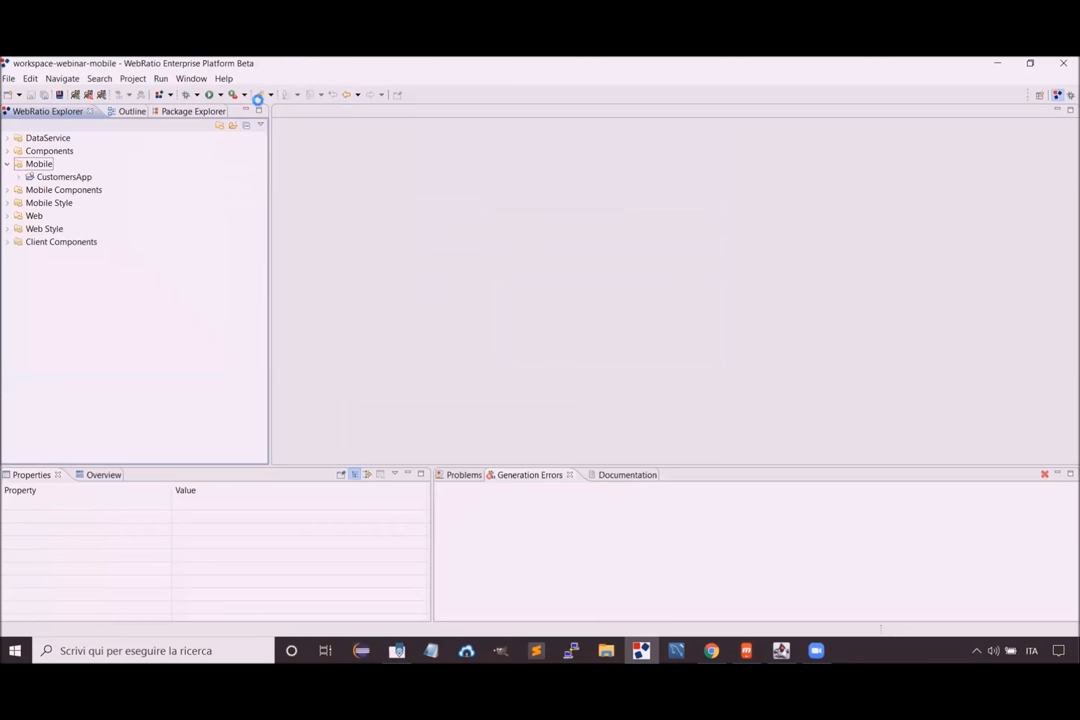 workspace-webinar-mobile - WebRatio Enterprise Platform Beta
File Edit Navigate Search Project Run Window Help
WebRatio Explorer Outline Package Explorer
DataService
Components
Mobile
CustomersApp
Mobile Components
Mobile Style
Web
Web Style
Client Components
Properties Overview
Property Value
Problems Generation Errors Documentation
Scrivi qui per eseguire la ricerca
ITA